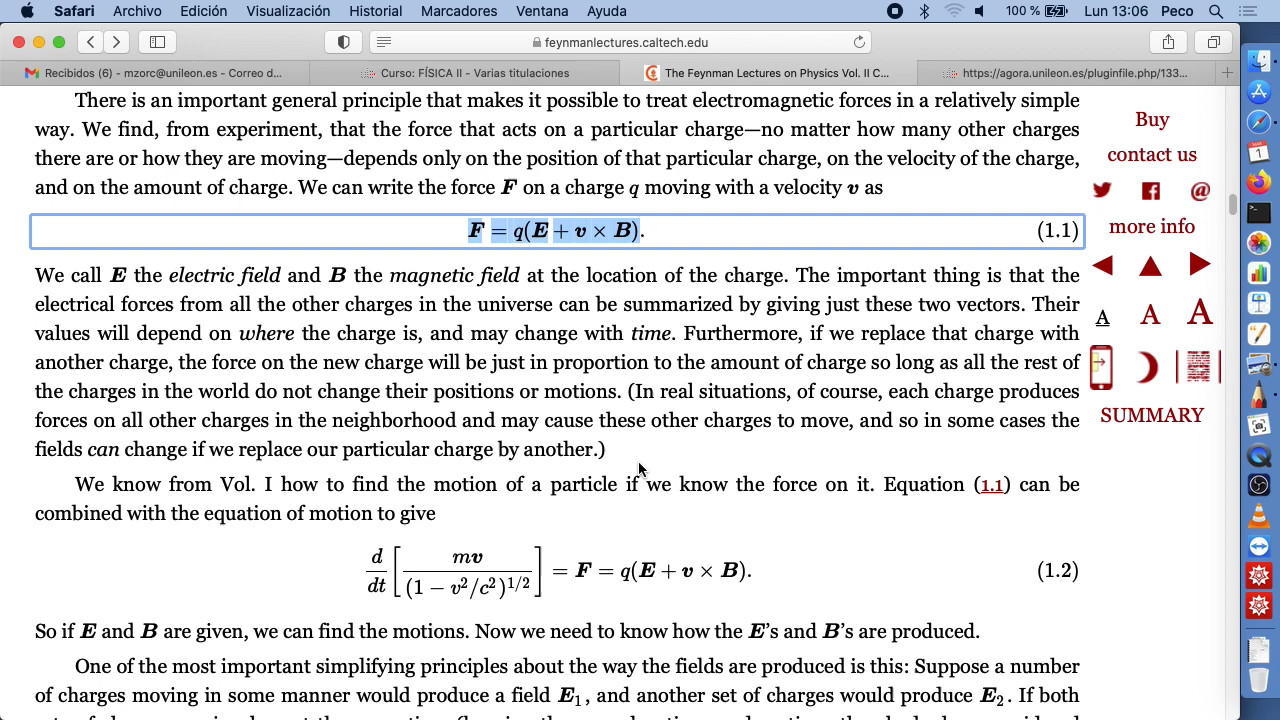 Safari Archivo Edición Visualización Historial Marcadores Ventana Ayuda 100 % Lun 13:06 Peco
feynmanlectures.caltech.edu
Recibidos (6) - mzorc@unileon.es - Correo d... Curso: FÍSICA II - Varias titulaciones The Feynman Lectures on Physics Vol. II C... https://agora.unileon.es/pluginfile.php/133...
There is an important general principle that makes it possible to treat electromagnetic forces in a relatively simple
way. We find, from experiment, that the force that acts on a particular charge—no matter how many other charges
there are or how they are moving—depends only on the position of that particular charge, on the velocity of the charge,
and on the amount of charge. We can write the force F on a charge q moving with a velocity v as
F = q(E + v × B). (1.1)
We call E the electric field and B the magnetic field at the location of the charge. The important thing is that the
electrical forces from all the other charges in the universe can be summarized by giving just these two vectors. Their
values will depend on where the charge is, and may change with time. Furthermore, if we replace that charge with
another charge, the force on the new charge will be just in proportion to the amount of charge so long as all the rest of
the charges in the world do not change their positions or motions. (In real situations, of course, each charge produces
forces on all other charges in the neighborhood and may cause these other charges to move, and so in some cases the
fields can change if we replace our particular charge by another.)
We know from Vol. I how to find the motion of a particle if we know the force on it. Equation (1.1) can be
combined with the equation of motion to give
d/dt [mv/(1 − v²/c²)^1/2] = F = q(E + v × B). (1.2)
So if E and B are given, we can find the motions. Now we need to know how the E's and B's are produced.
One of the most important simplifying principles about the way the fields are produced is this: Suppose a number
of charges moving in some manner would produce a field E₁, and another set of charges would produce E₂. If both
Buy
contact us
@
more info
A A A
SUMMARY